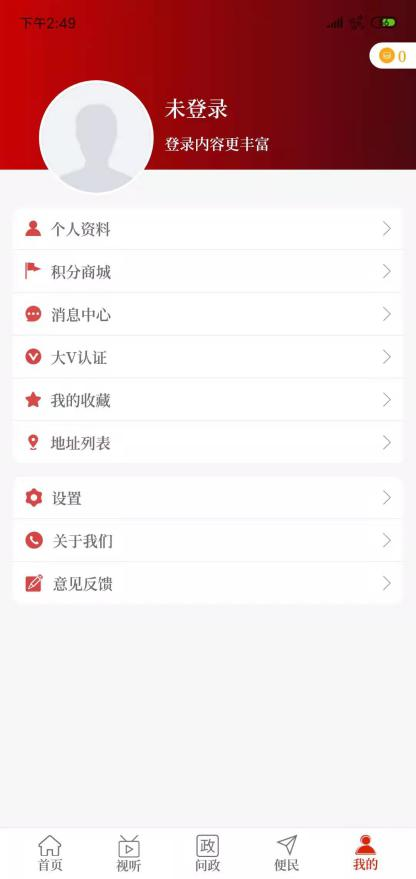 下午2:49
0
未登录
登录内容更丰富
个人资料
积分商城
消息中心
大V认证
我的收藏
地址列表
设置
关于我们
意见反馈
政
首页
视听
问政
便民
我的